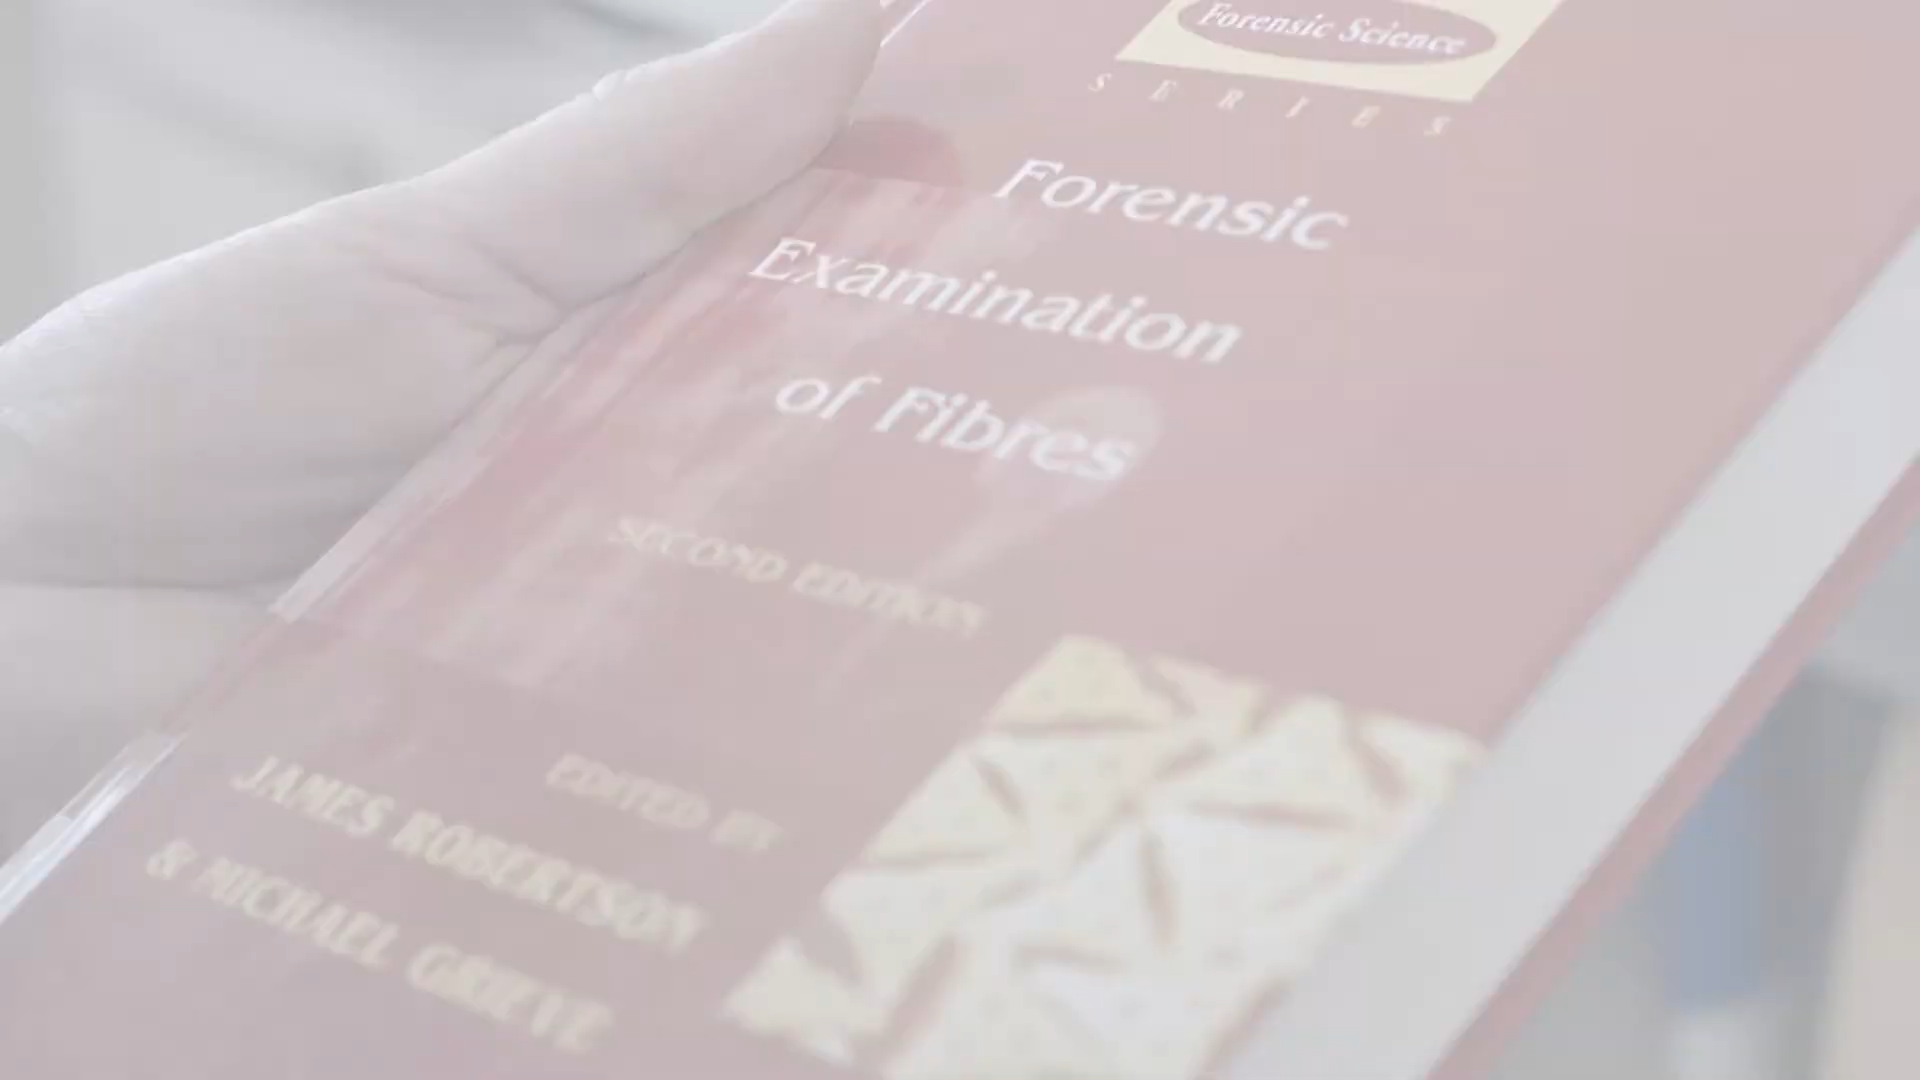 Forensic Science
SERIES
Forensic
Examination
of Fibres
SECOND EDITION
EDITED BY
JAMES ROBERTSON
& MICHAEL GRIEVE